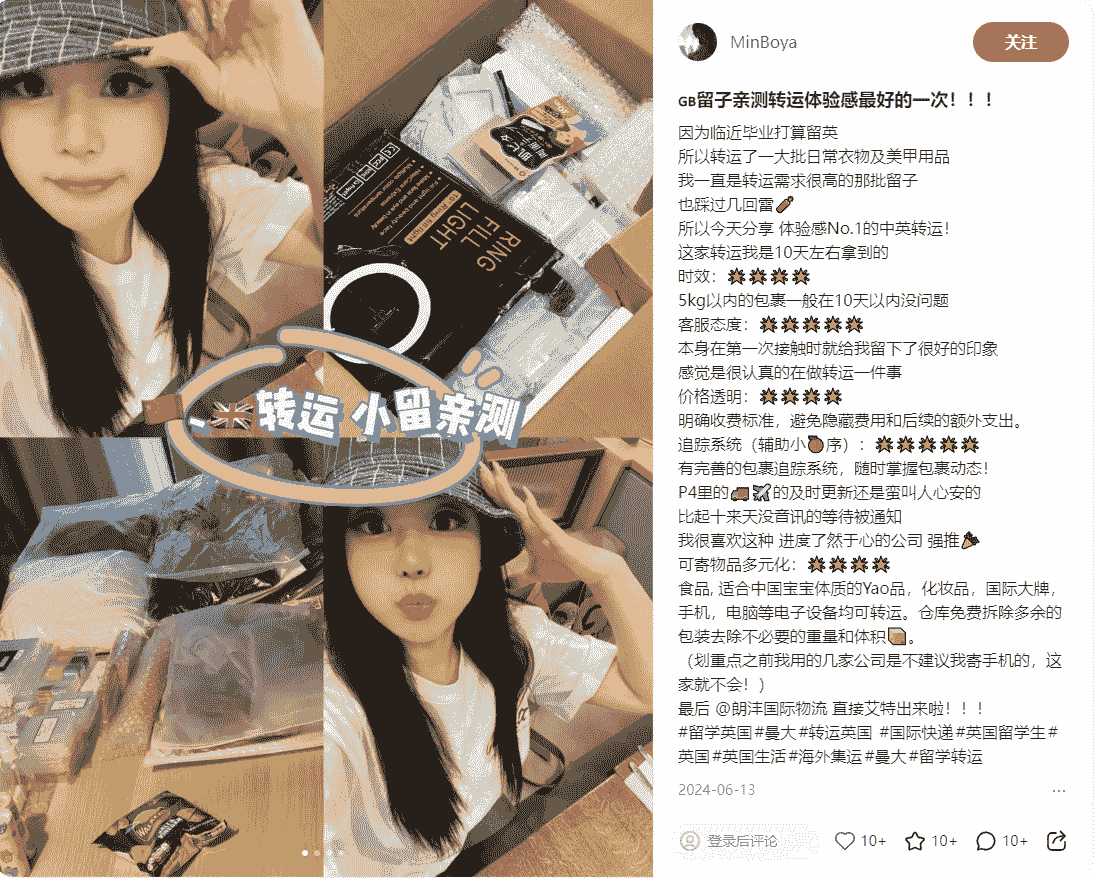 RING
FILL
LIGHT
转运 小留亲测
MinBoya
关注
GB留子亲测转运体验感最好的一次！！！
因为临近毕业打算留英
所以转运了一大批日常衣物及美甲用品
我一直是转运需求很高的那批留子
也踩过几回雷🧨
所以今天分享 体验感No.1的中英转运！
这家转运我是10天左右拿到的
时效：🌟🌟🌟🌟
5kg以内的包裹一般在10天以内没问题
客服态度：🌟🌟🌟🌟🌟
本身在第一次接触时就给我留下了很好的印象
感觉是很认真的在做转运一件事
价格透明：🌟🌟🌟🌟
明确收费标准，避免隐藏费用和后续的额外支出。
追踪系统（辅助小🍊序）：🌟🌟🌟🌟🌟
有完善的包裹追踪系统，随时掌握包裹动态！
P4里的🚚✈️的及时更新还是蛮叫人心安的
比起十来天没音讯的等待被通知
我很喜欢这种 进度了然于心的公司 强推🎉
可寄物品多元化：🌟🌟🌟🌟
食品, 适合中国宝宝体质的Yao品，化妆品，国际大牌，
手机，电脑等电子设备均可转运。仓库免费拆除多余的
包装去除不必要的重量和体积📦。
（划重点之前我用的几家公司是不建议我寄手机的，这
家就不会！）
最后 @朗沣国际物流 直接艾特出来啦！！！
#留学英国#曼大#转运英国 #国际快递#英国留学生#
英国#英国生活#海外集运#曼大#留学转运
2024-06-13
登录后评论
10+
10+
10+